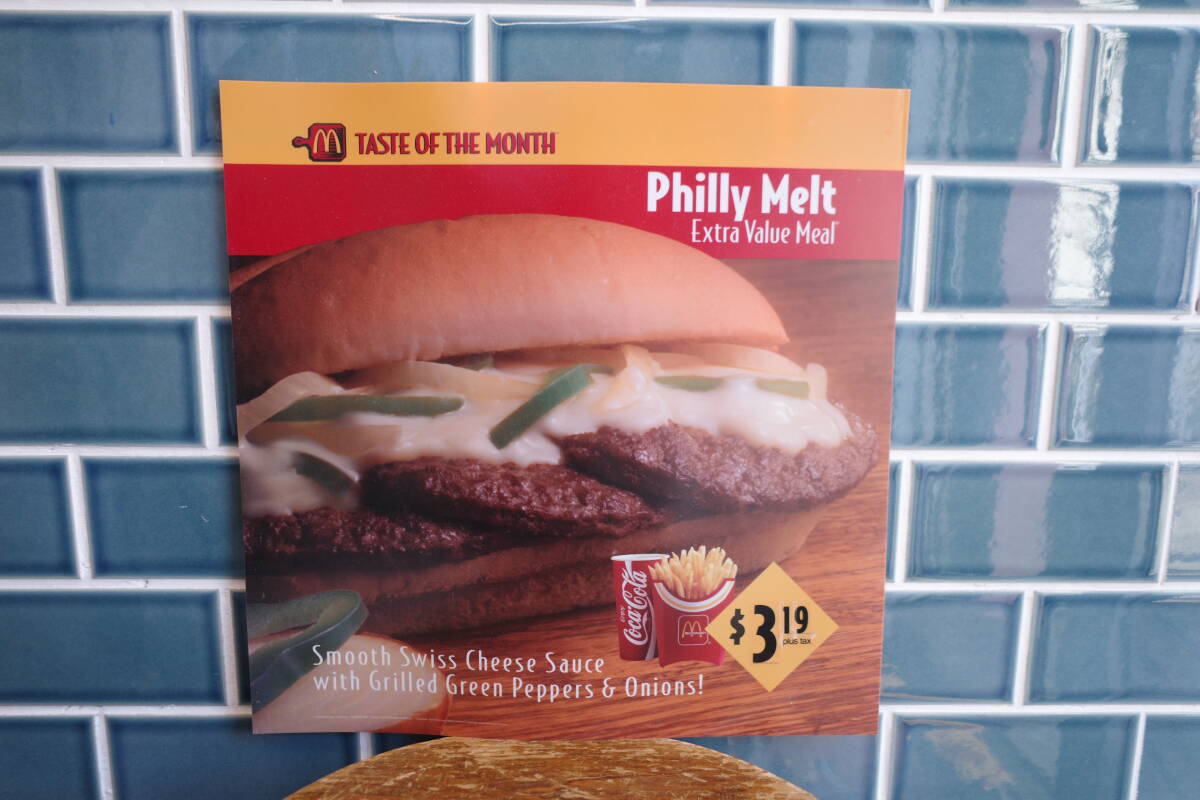 TASTE OF THE MONTH
Philly Melt
Extra Value Meal
Enjoy
Coca-Cola
$3 19
plus tax
Smooth Swiss Cheese Sauce
with Grilled Green Peppers & Onions!